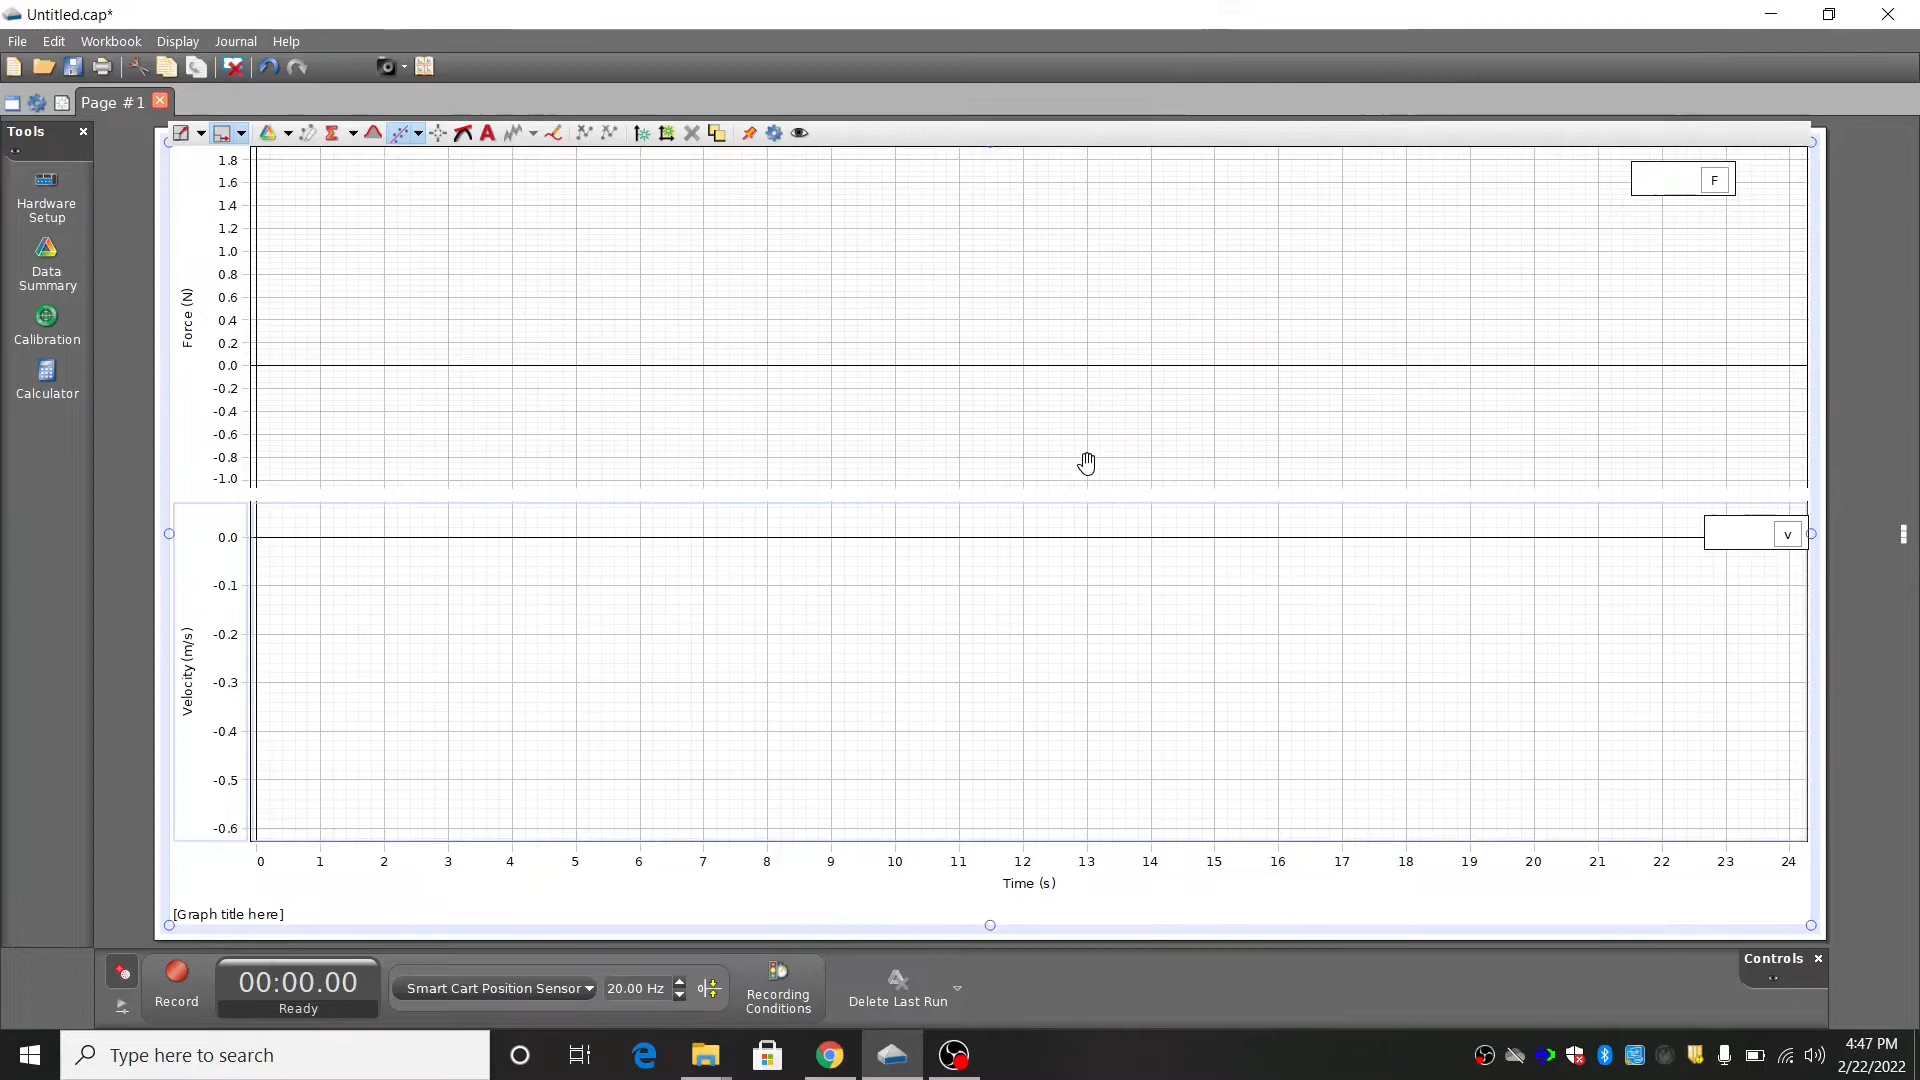 Untitled.cap*
File Edit Workbook Display Journal Help
Page #1
Tools
Hardware
Setup
Data
Summary
Calibration
Calculator
Force (N)
1.8
1.6
1.4
1.2
1.0
0.8
0.6
0.4
0.2
0.0
-0.2
-0.4
-0.6
-0.8
-1.0
F
Velocity (m/s)
0.0
-0.1
-0.2
-0.3
-0.4
-0.5
-0.6
v
0 1 2 3 4 5 6 7 8 9 10 11 12 13 14 15 16 17 18 19 20 21 22 23 24
Time (s)
[Graph title here]
Record
00:00.00
Ready
Smart Cart Position Sensor
20.00 Hz
Recording
Conditions
Delete Last Run
Controls
Type here to search
4:47 PM
2/22/2022